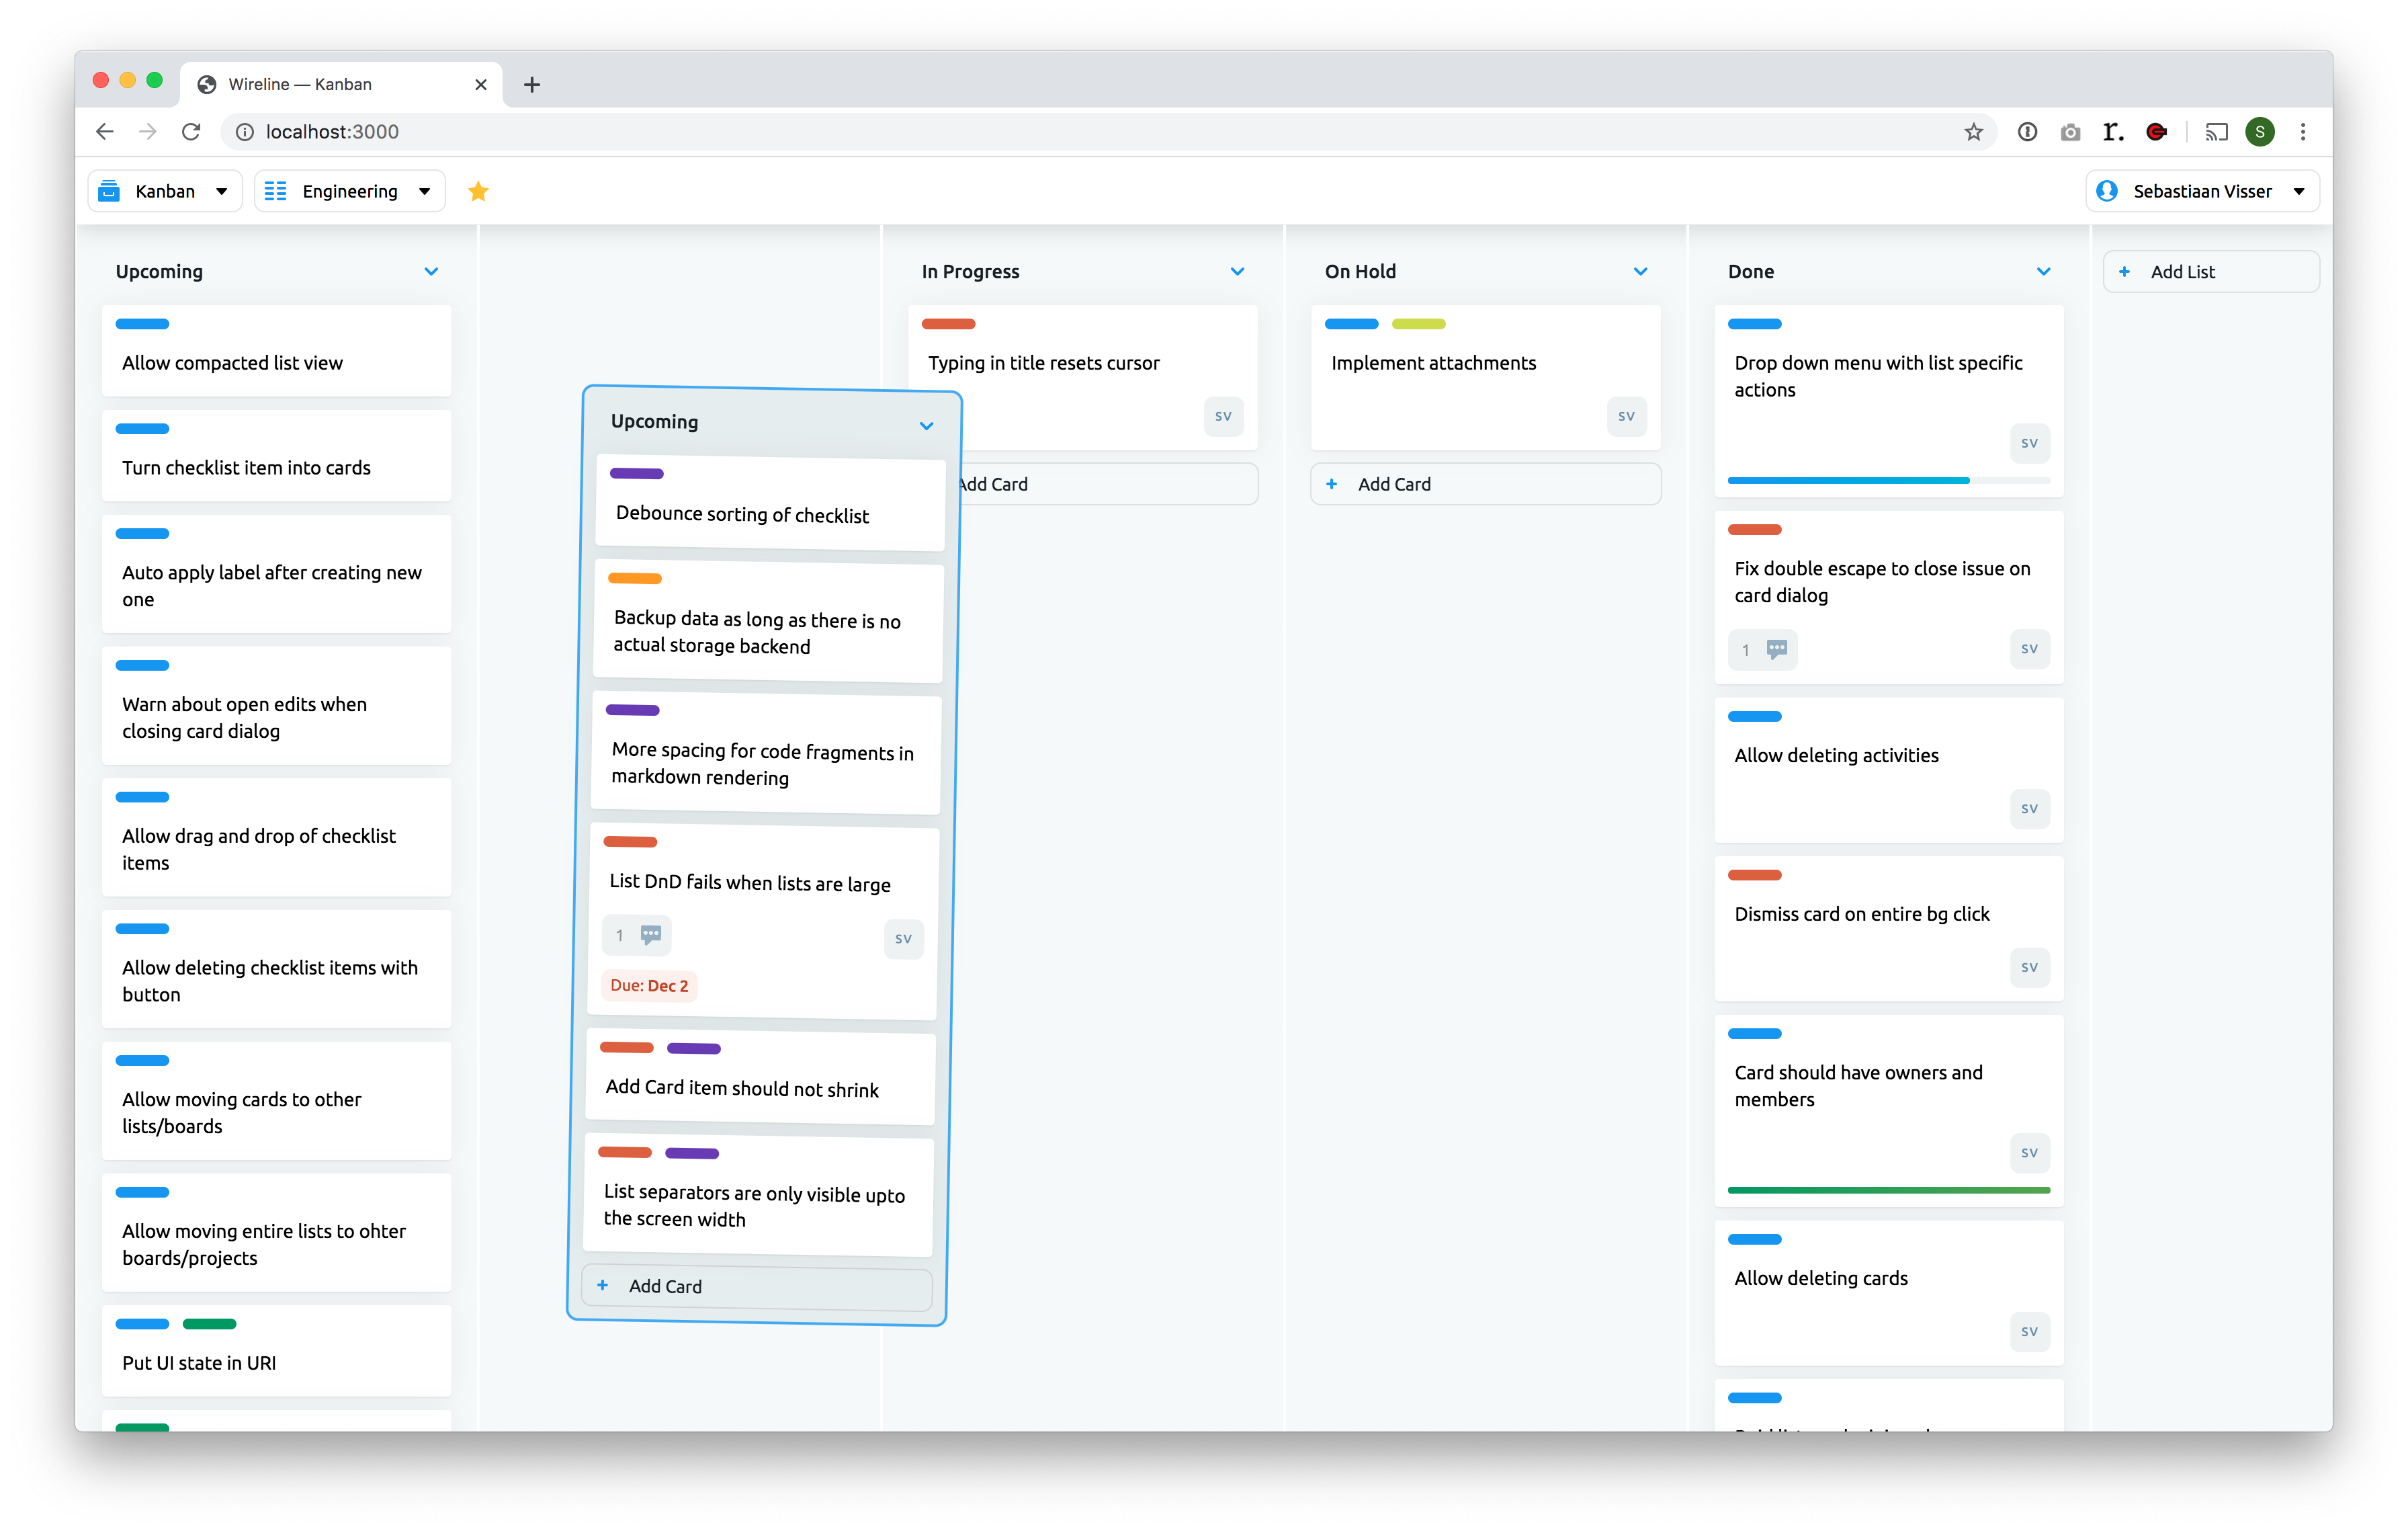 Wireline — Kanban
localhost:3000
S
Kanban
Engineering
Sebastiaan Visser
Upcoming
Allow compacted list view
Turn checklist item into cards
Auto apply label after creating new
one
Warn about open edits when
closing card dialog
Allow drag and drop of checklist
items
Allow deleting checklist items with
button
Allow moving cards to other
lists/boards
Allow moving entire lists to ohter
boards/projects
Put UI state in URI
Upcoming
Debounce sorting of checklist
Backup data as long as there is no
actual storage backend
More spacing for code fragments in
markdown rendering
List DnD fails when lists are large
1
SV
Due: Dec 2
Add Card item should not shrink
List separators are only visible upto
the screen width
+ Add Card
In Progress
Typing in title resets cursor
SV
Add Card
On Hold
Implement attachments
SV
+ Add Card
Done
Drop down menu with list specific
actions
SV
Fix double escape to close issue on
card dialog
1
SV
Allow deleting activities
SV
Dismiss card on entire bg click
SV
Card should have owners and
members
SV
Allow deleting cards
SV
+ Add List